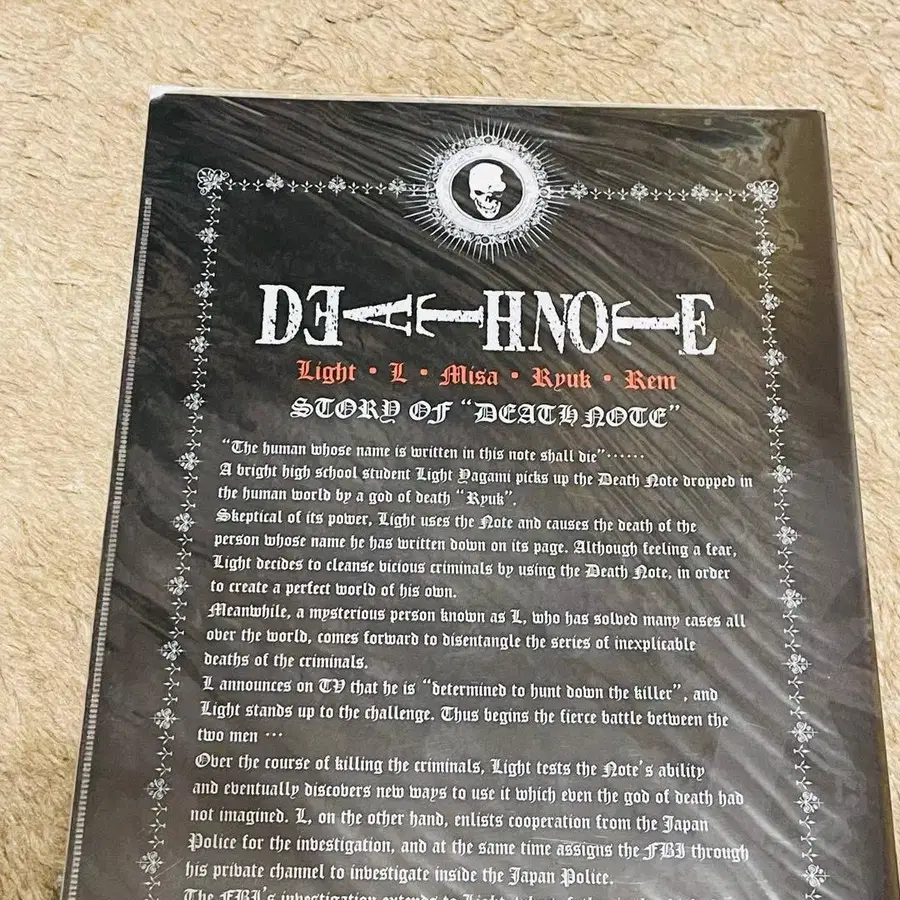 DEATHNOTE
Light・L・Misa・Ryuk・Rem
STORY OF "DEATH NOTE"
"The human whose name is written in this note shall die"……
A bright high school student Light Yagami picks up the Death Note dropped in
the human world by a god of death "Ryuk".
Skeptical of its power, Light uses the Note and causes the death of the
person whose name he has written down on its page. Although feeling a fear,
Light decides to cleanse vicious criminals by using the Death Note, in order
to create a perfect world of his own.
Meanwhile, a mysterious person known as L, who has solved many cases all
over the world, comes forward to disentangle the series of inexplicable
deaths of the criminals.
L announces on TV that he is "determined to hunt down the killer", and
Light stands up to the challenge. Thus begins the fierce battle between the
two men …
Over the course of killing the criminals, Light tests the Note's ability
and eventually discovers new ways to use it which even the god of death had
not imagined. L, on the other hand, enlists cooperation from the Japan
Police for the investigation, and at the same time assigns the FBI through
his private channel to investigate inside the Japan Police.
The FBI's investigation extends to Light